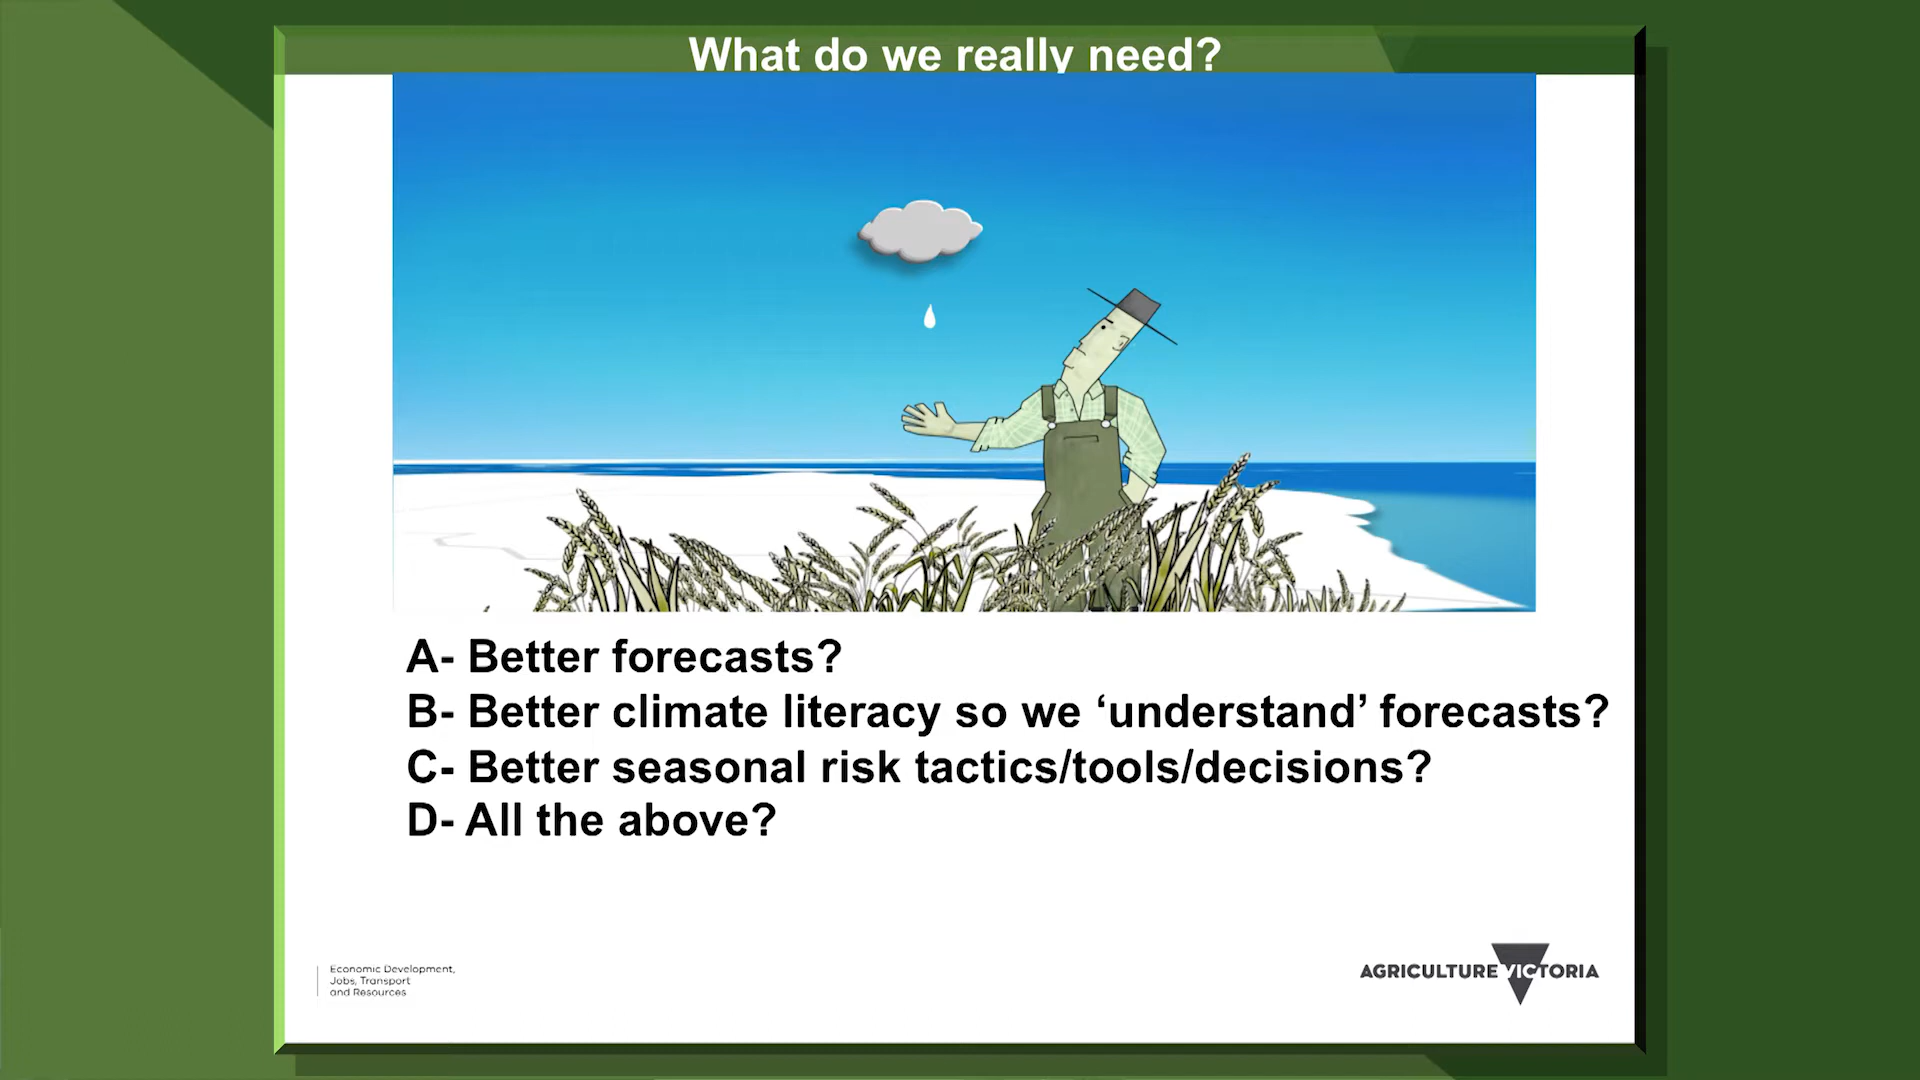 What do we really need?
A- Better forecasts?
B- Better climate literacy so we ‘understand’ forecasts?
C- Better seasonal risk tactics/tools/decisions?
D- All the above?
Economic Development,
Jobs, Transport
and Resources
AGRICULTURE VICTORIA